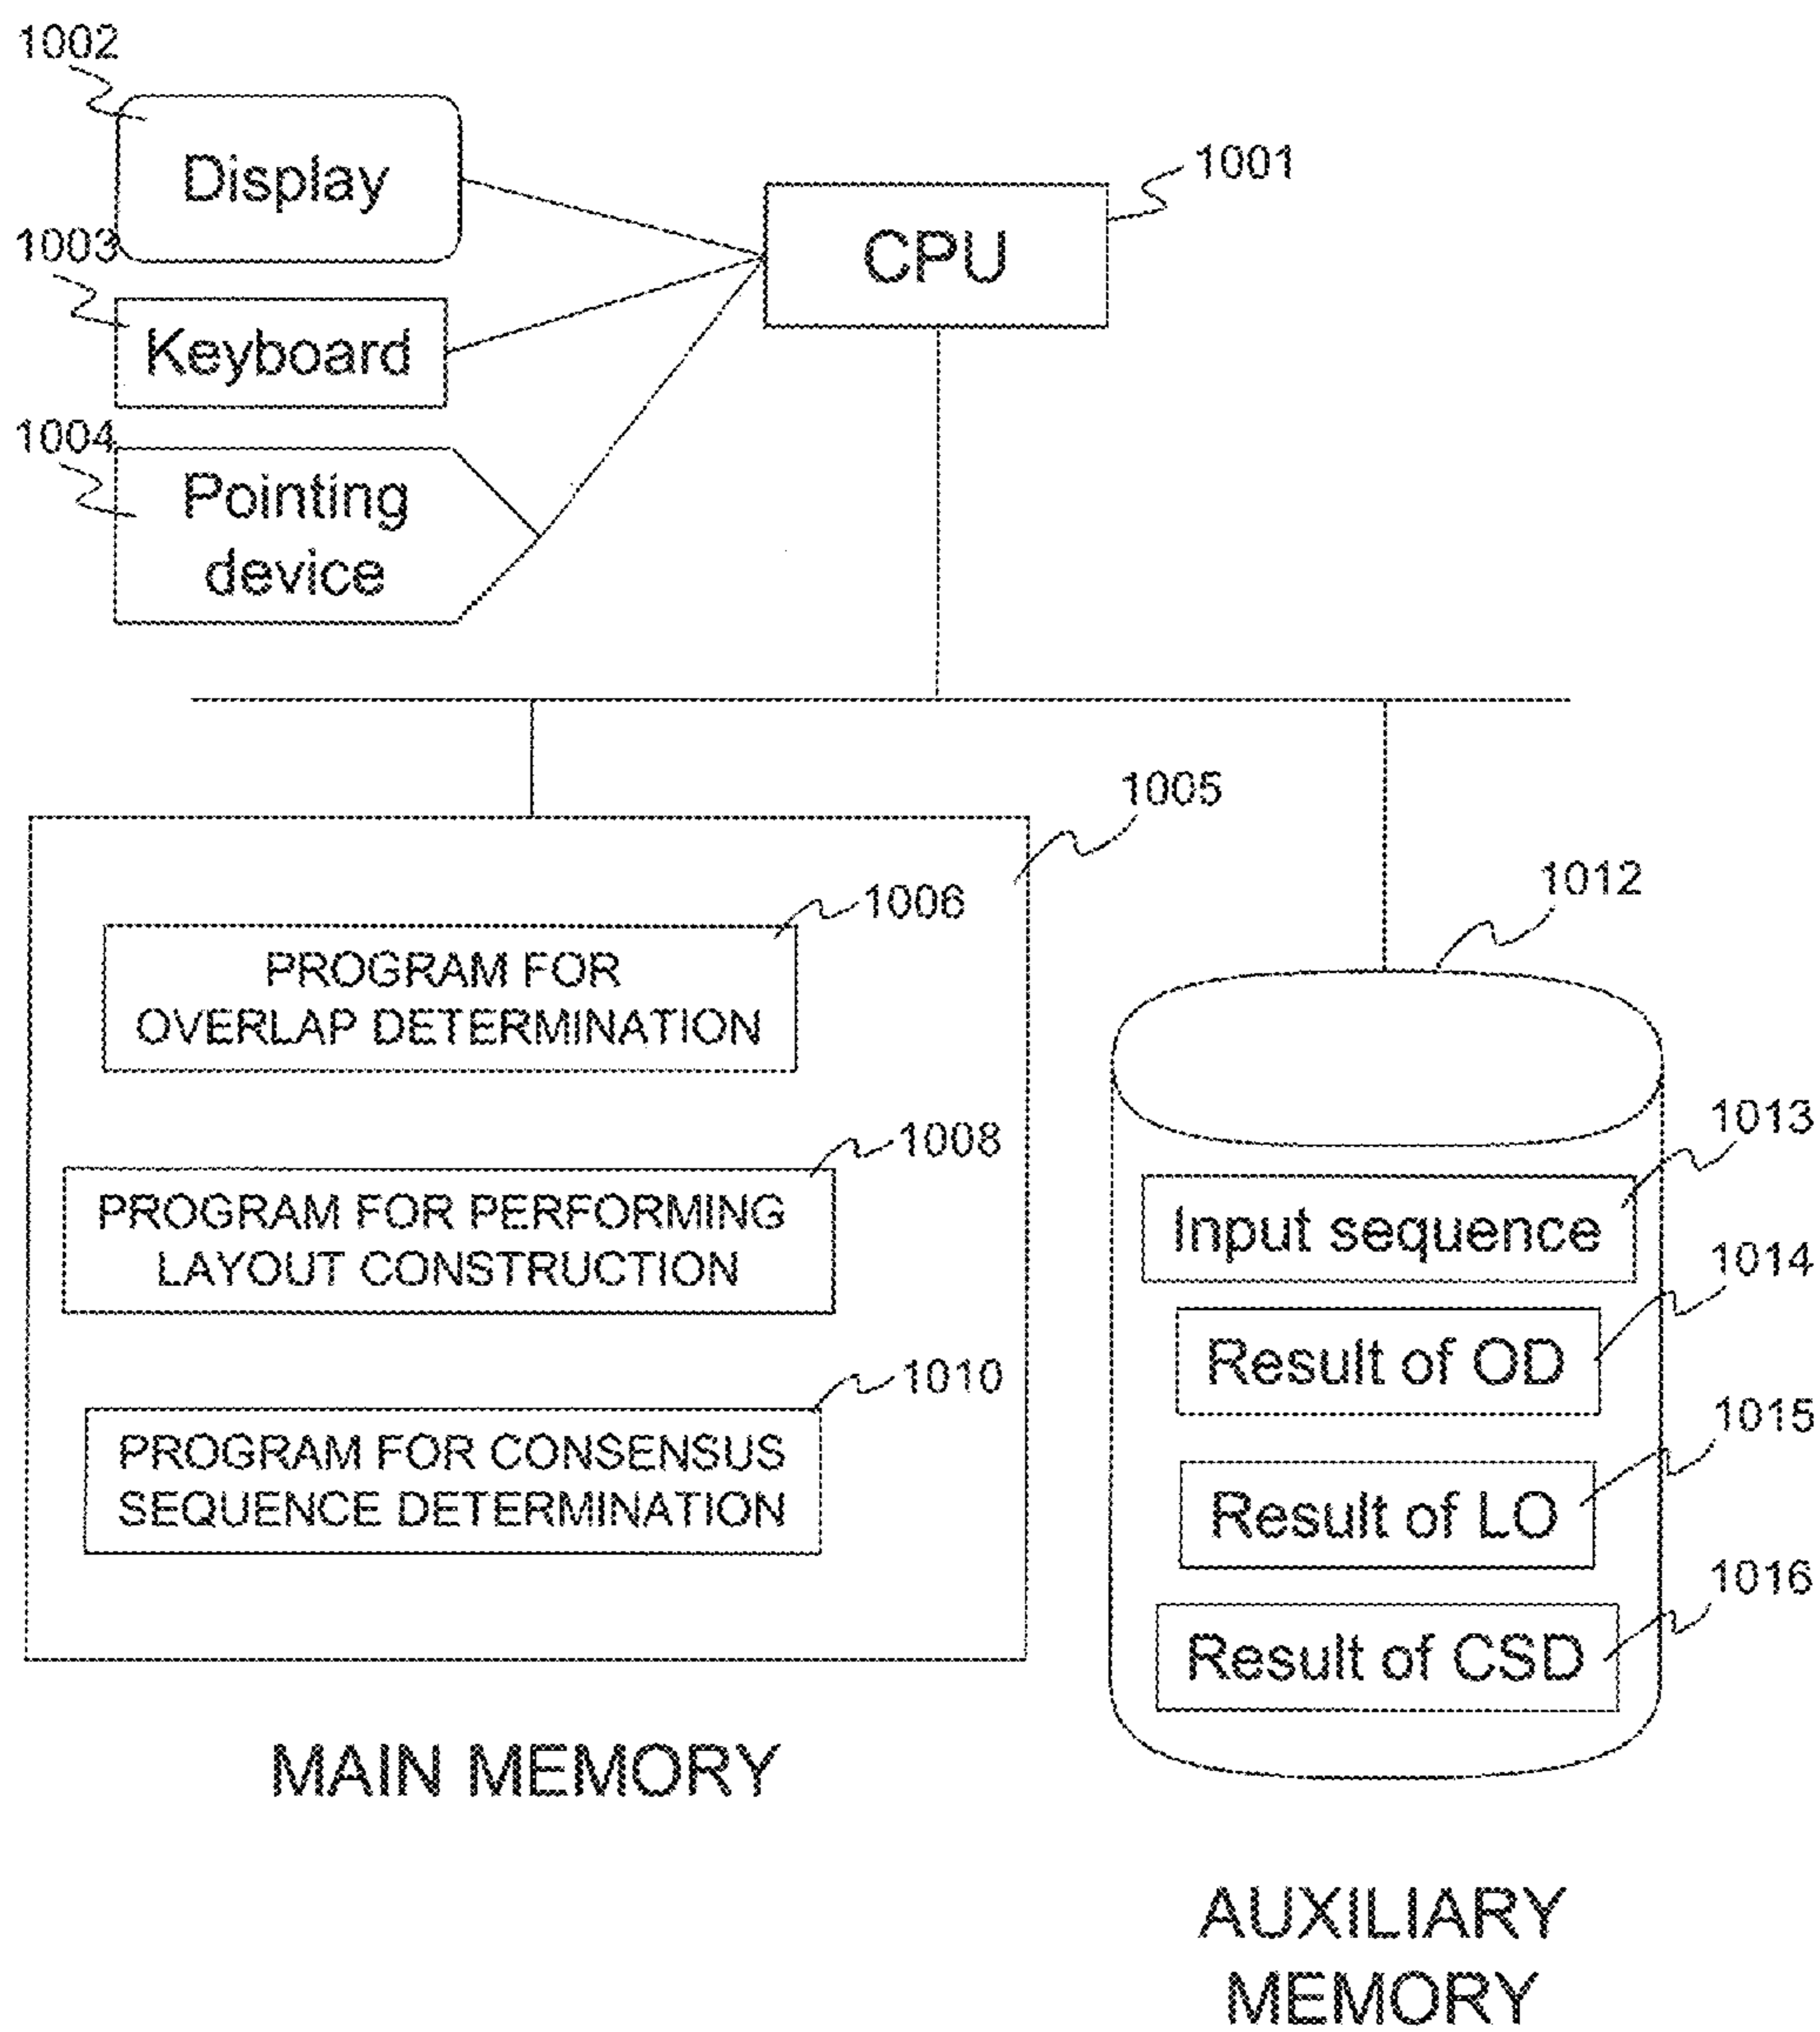 1002
Display
1001
CPU
1003
Keyboard
1004
Pointing
device
1005
1006
PROGRAM FOR
OVERLAP DETERMINATION
1008
PROGRAM FOR PERFORMING
LAYOUT CONSTRUCTION
1010
PROGRAM FOR CONSENSUS
SEQUENCE DETERMINATION
MAIN MEMORY
1012
1013
Input sequence
1014
Result of OD
1015
Result of LO
1016
Result of CSD
AUXILIARY
MEMORY